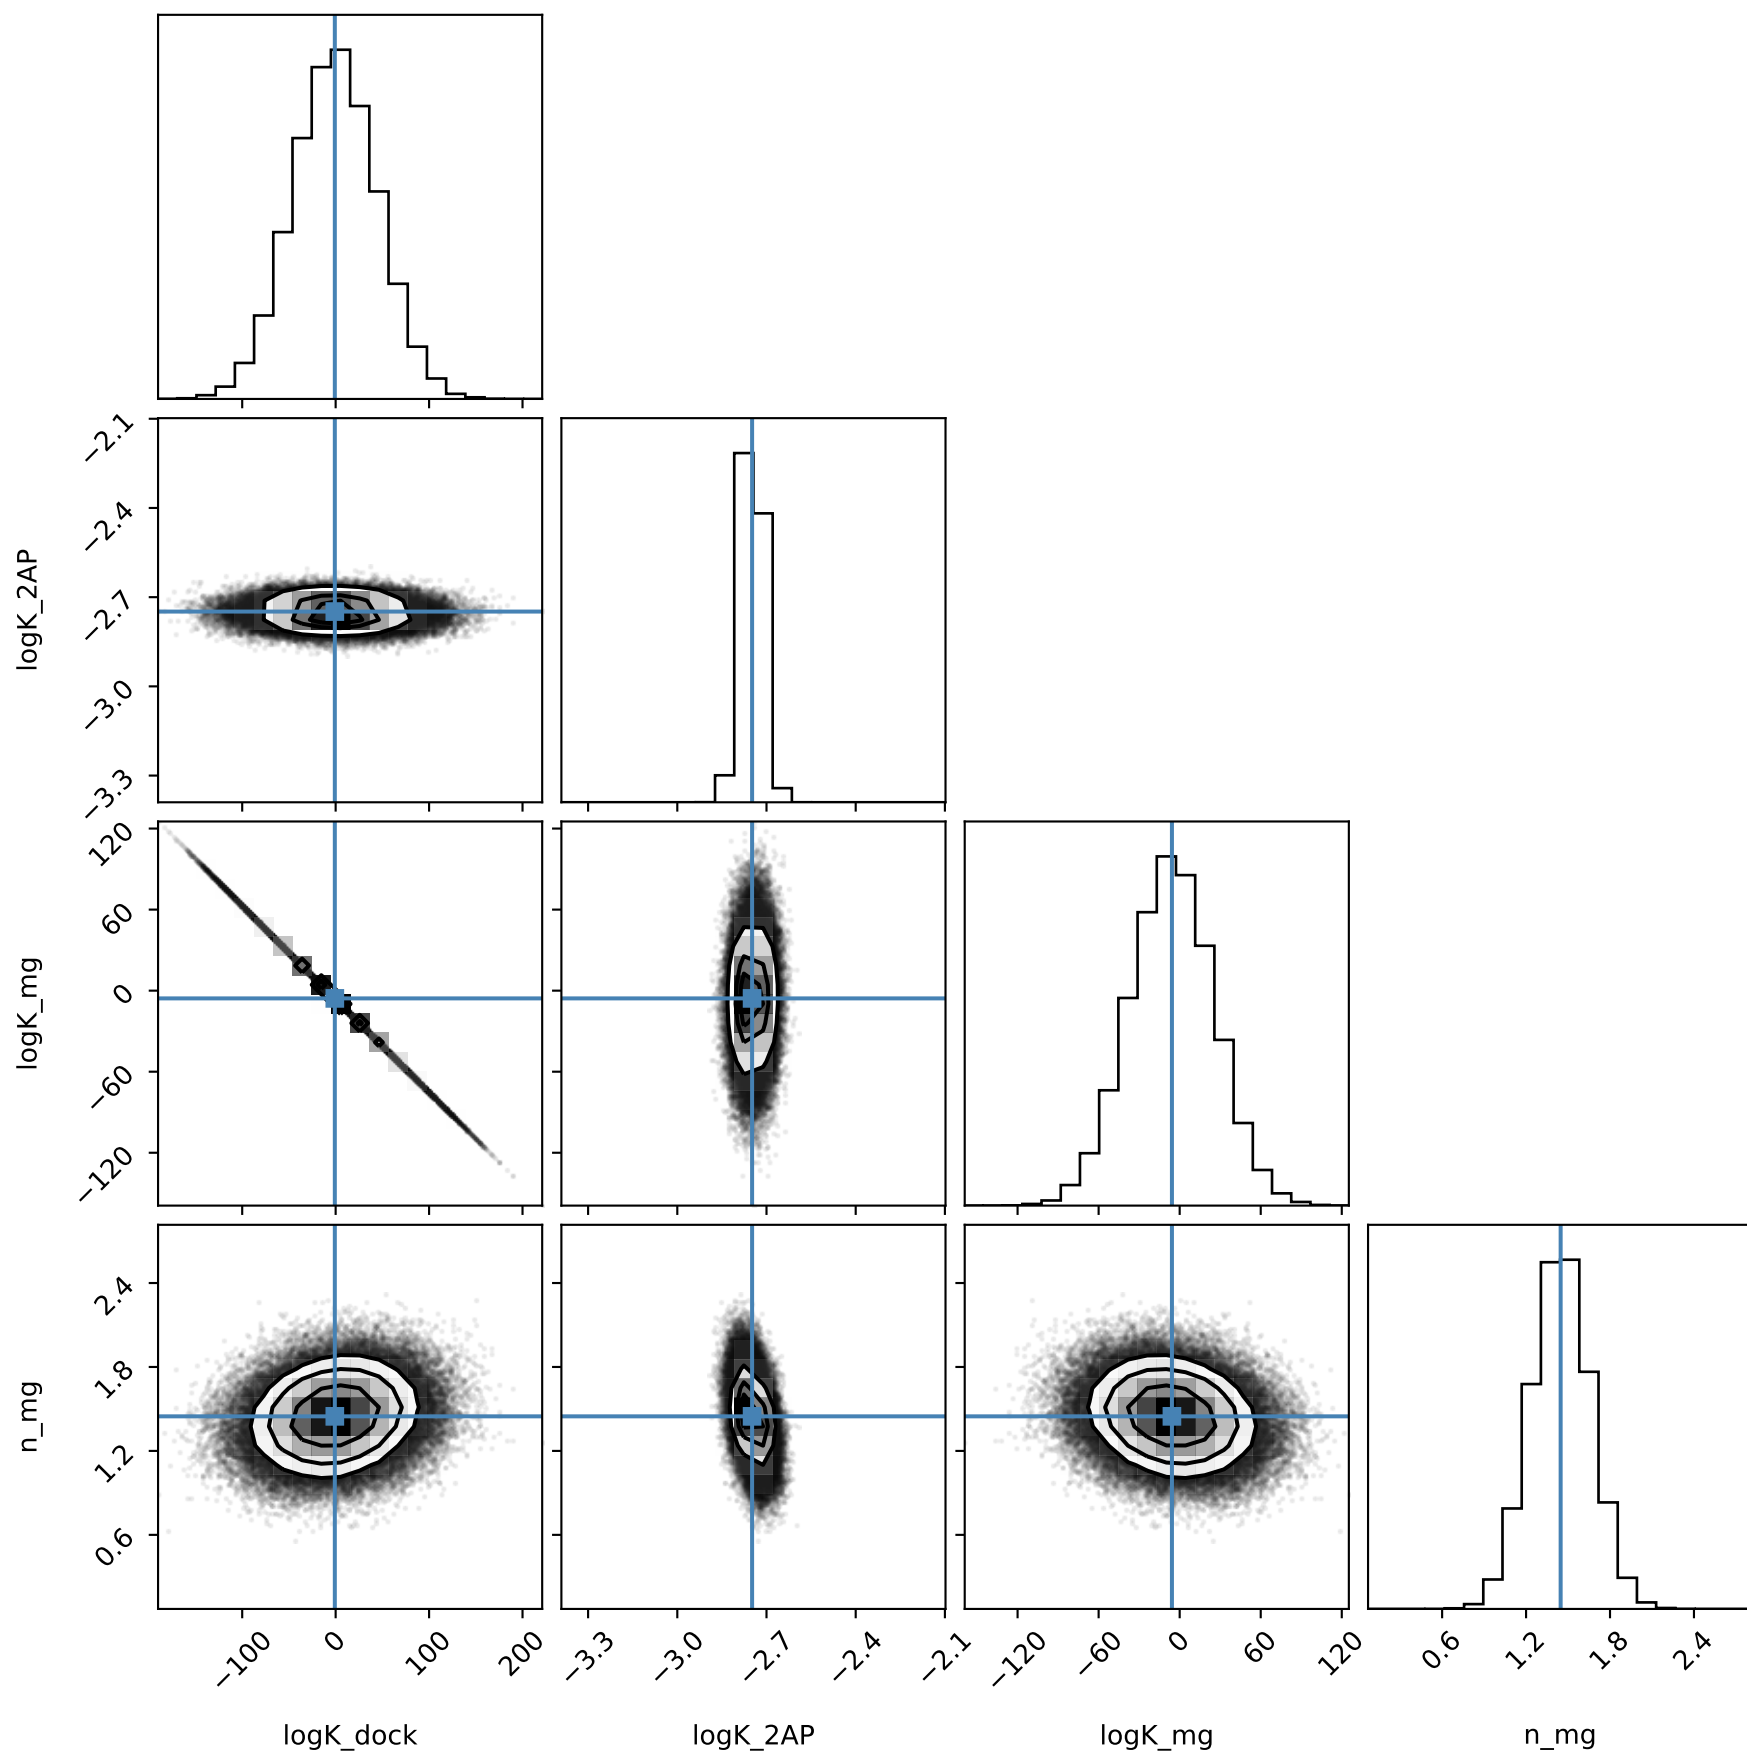 −2.1
−2.4
−2.7
−3.0
−3.3
logK_2AP
120
60
0
−60
−120
logK_mg
2.4
1.8
1.2
0.6
n_mg
−100 0 100 200
−3.3 −3.0 −2.7 −2.4 −2.1
−120 −60 0 60 120
0.6 1.2 1.8 2.4
logK_dock logK_2AP logK_mg n_mg